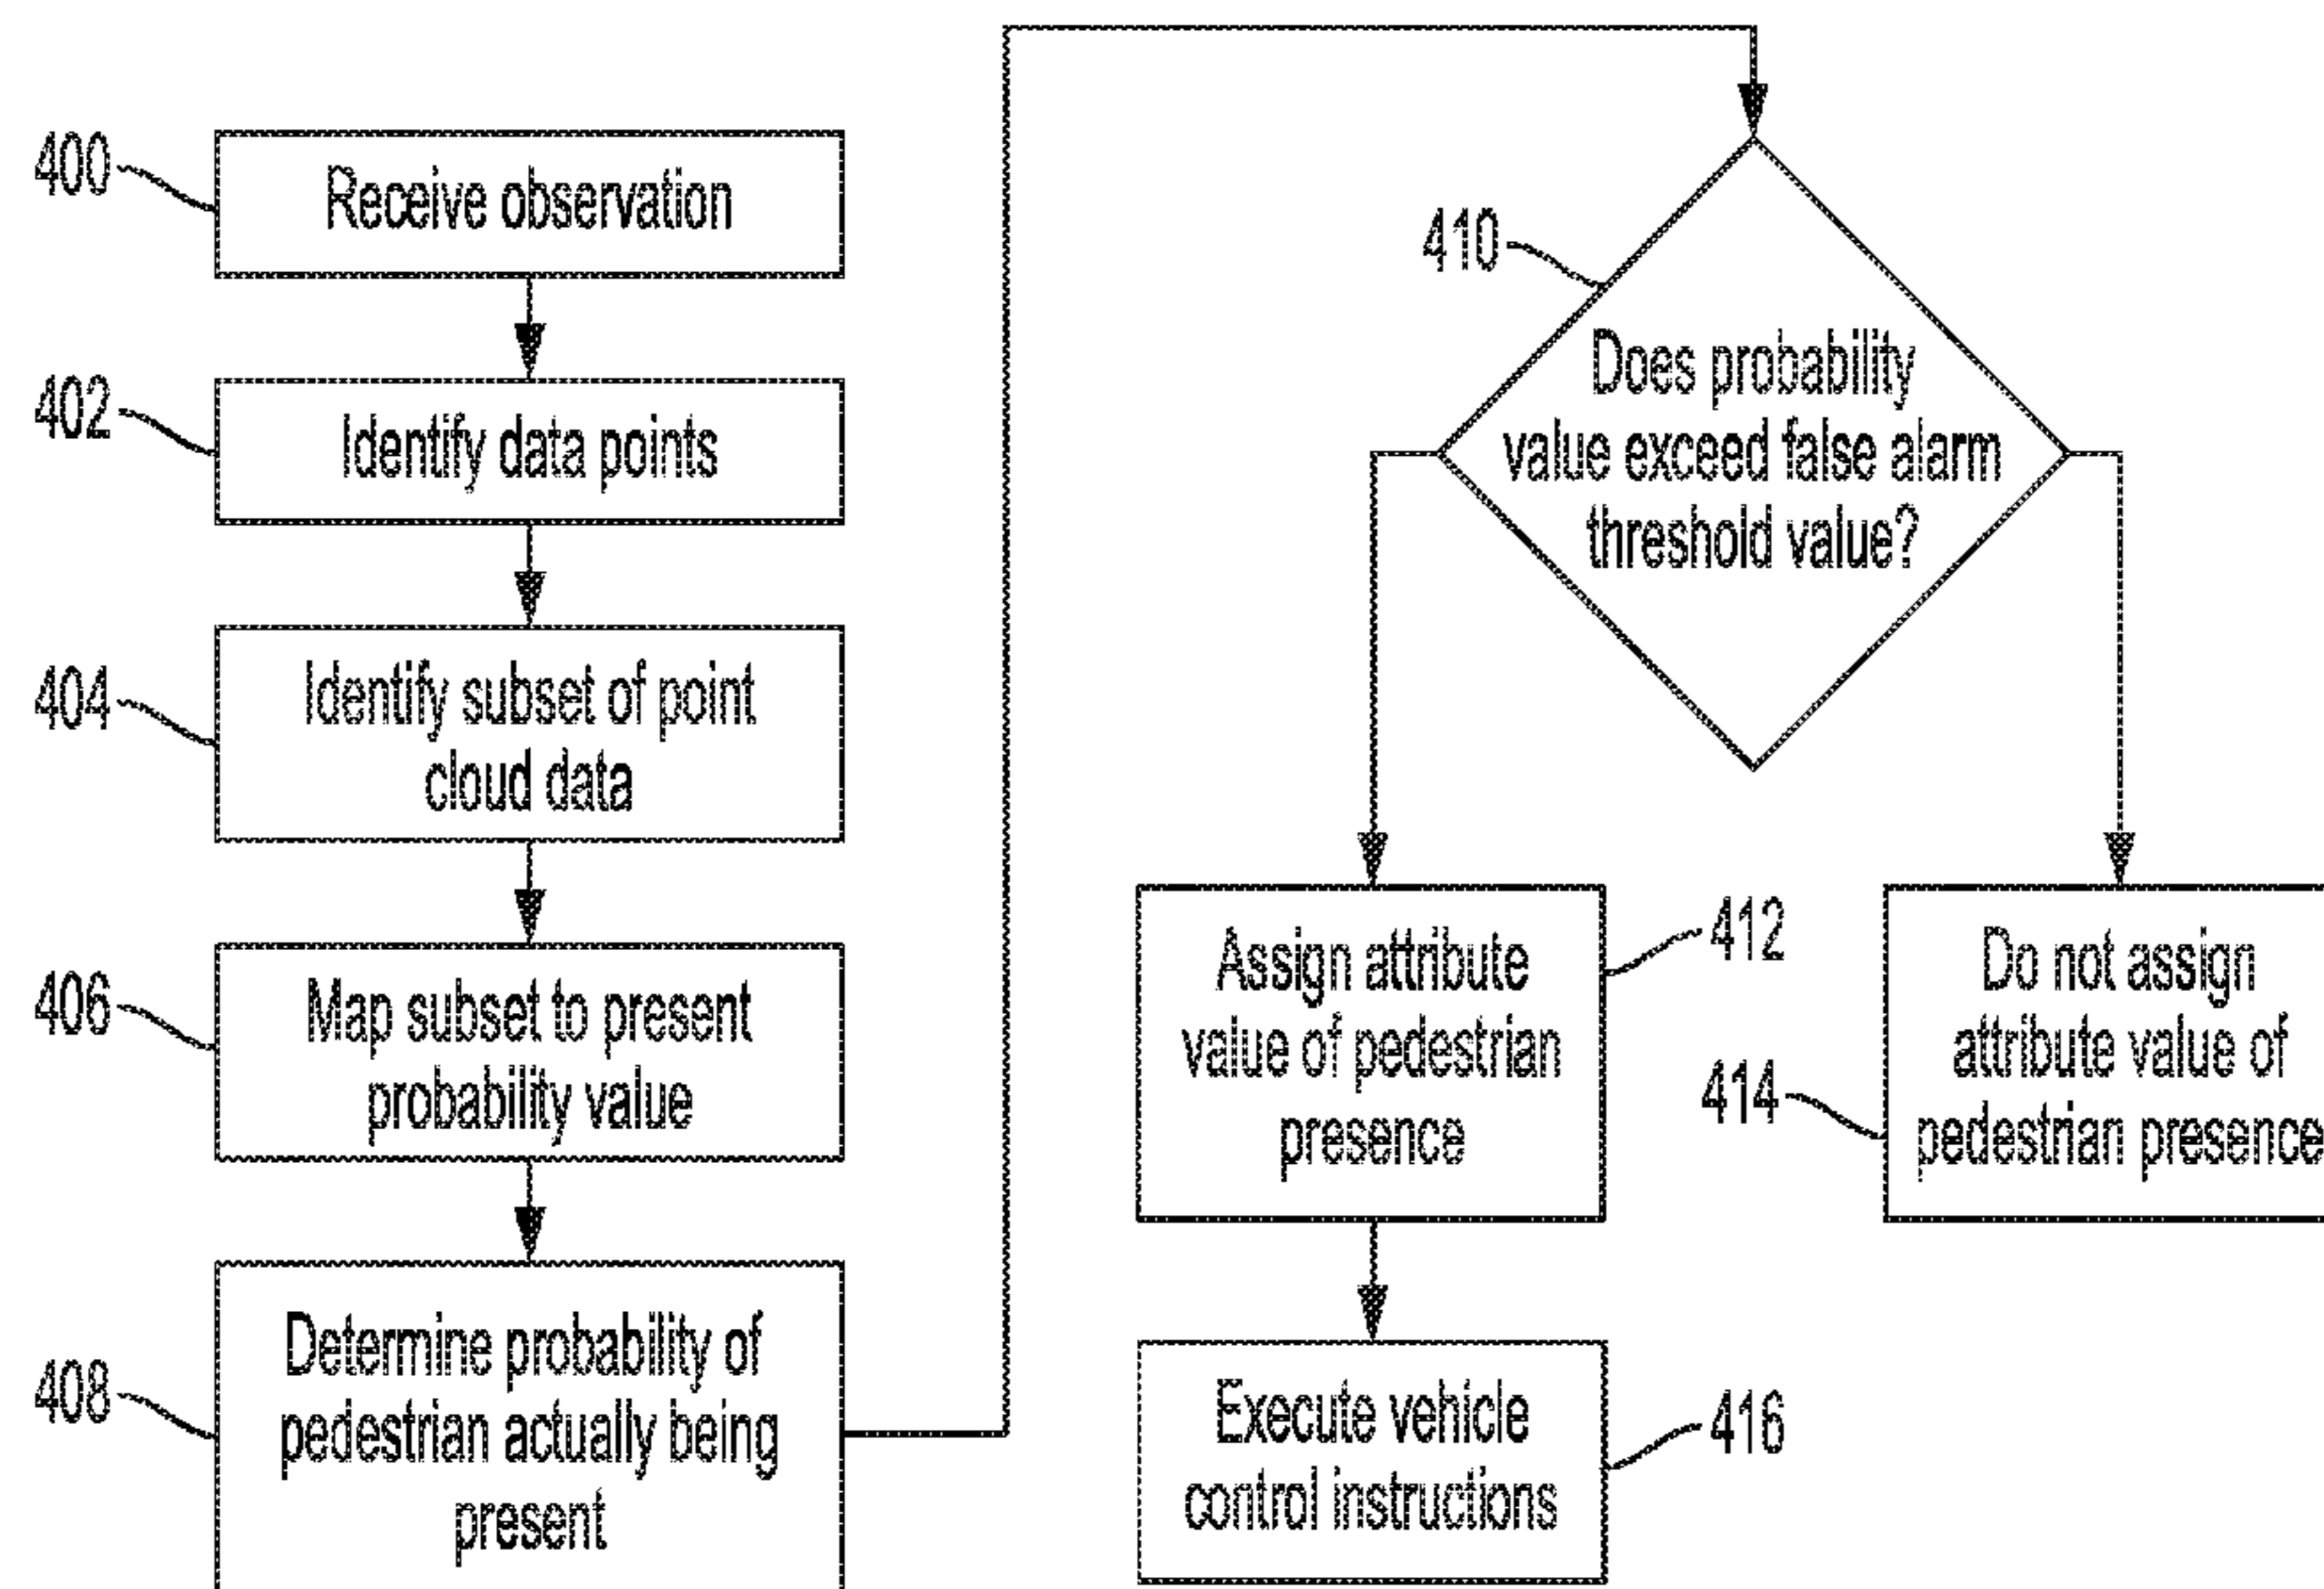 400
Receive observation
402
Identify data points
404
Identify subset of point
cloud data
406
Map subset to present
probability value
408
Determine probability of
pedestrian actually being
present
410
Does probability
value exceed false alarm
threshold value?
412
Assign attribute
value of pedestrian
presence
414
Do not assign
attribute value of
pedestrian presence
416
Execute vehicle
control instructions